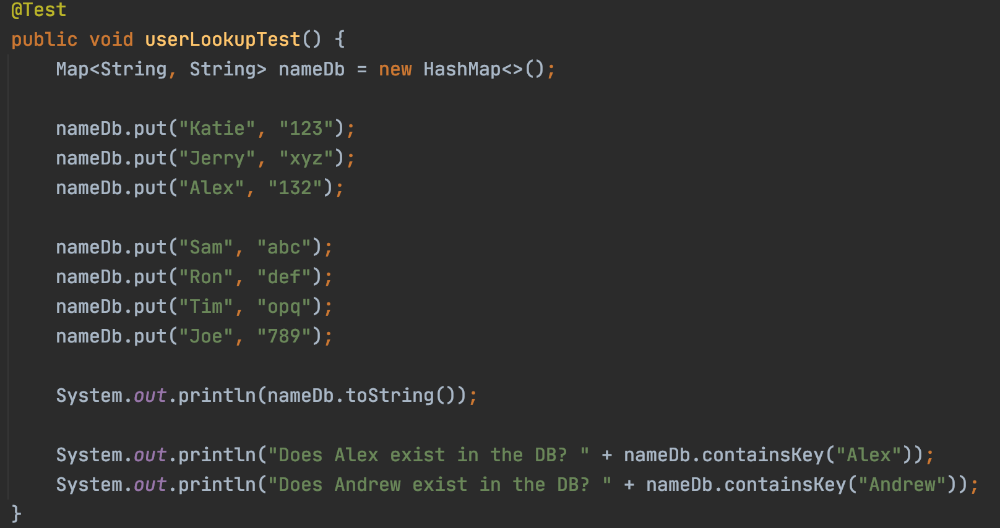 @Test
public void userLookupTest() {
    Map<String, String> nameDb = new HashMap<>();

    nameDb.put("Katie", "123");
    nameDb.put("Jerry", "xyz");
    nameDb.put("Alex", "132");

    nameDb.put("Sam", "abc");
    nameDb.put("Ron", "def");
    nameDb.put("Tim", "opq");
    nameDb.put("Joe", "789");

    System.out.println(nameDb.toString());

    System.out.println("Does Alex exist in the DB? " + nameDb.containsKey("Alex"));
    System.out.println("Does Andrew exist in the DB? " + nameDb.containsKey("Andrew"));
}